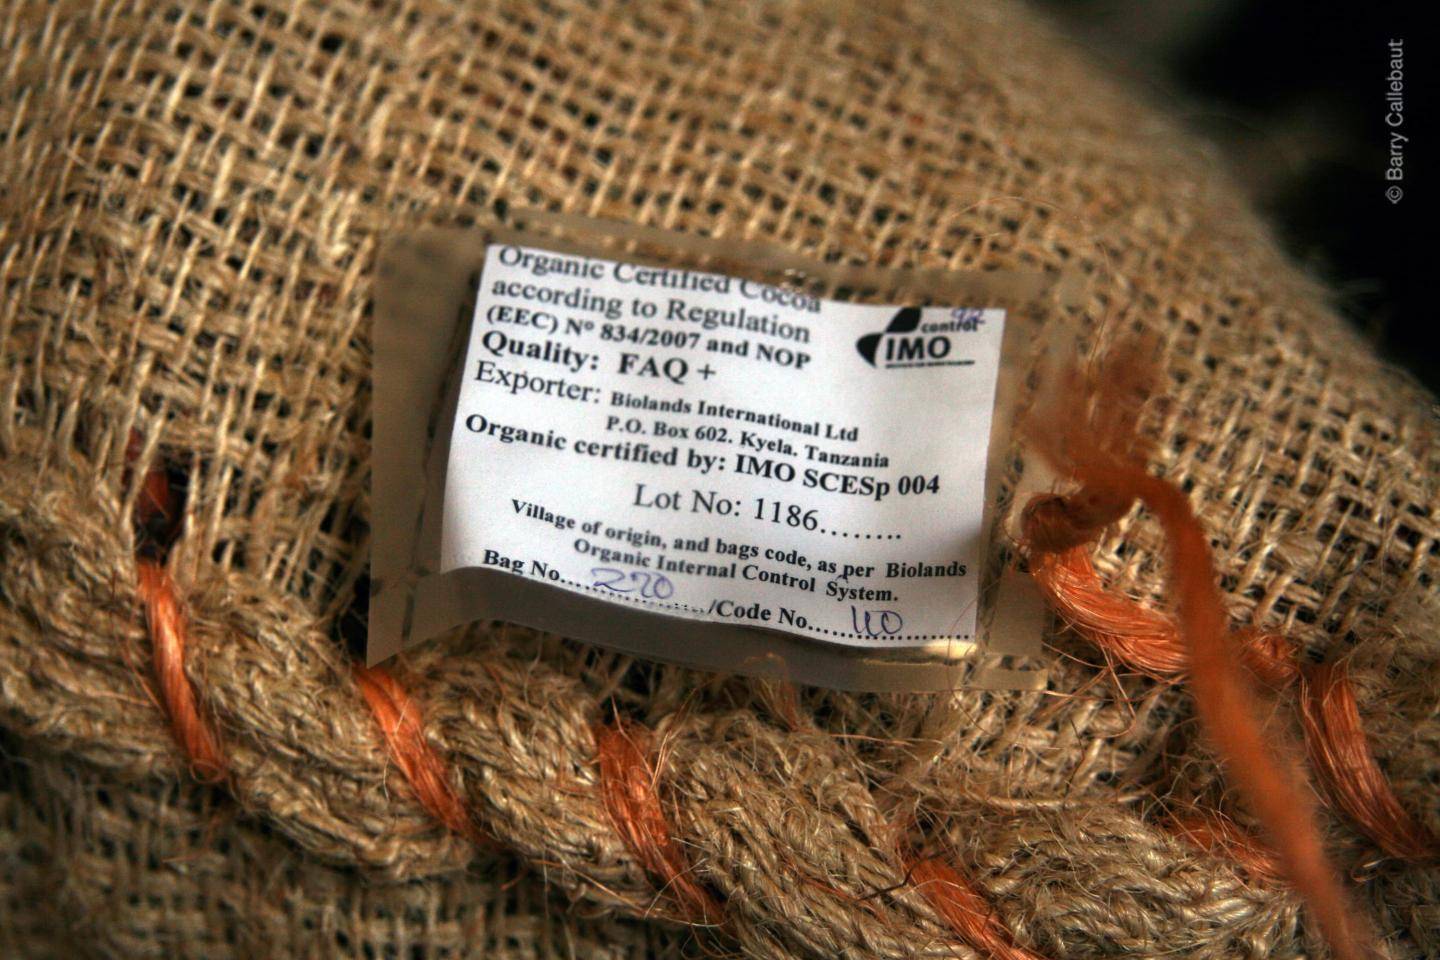 © Barry Callebaut
Organic Certified Cocoa
according to Regulation
(EEC) Nº 834/2007 and NOP
Quality: FAQ +
Exporter: Biolands International Ltd
P.O. Box 602. Kyela. Tanzania
Organic certified by: IMO SCESp 004
Lot No: 1186........
Village of origin, and bags code, as per Biolands
Organic Internal Control System.
Bag No....270........./Code No....110............
control
IMO